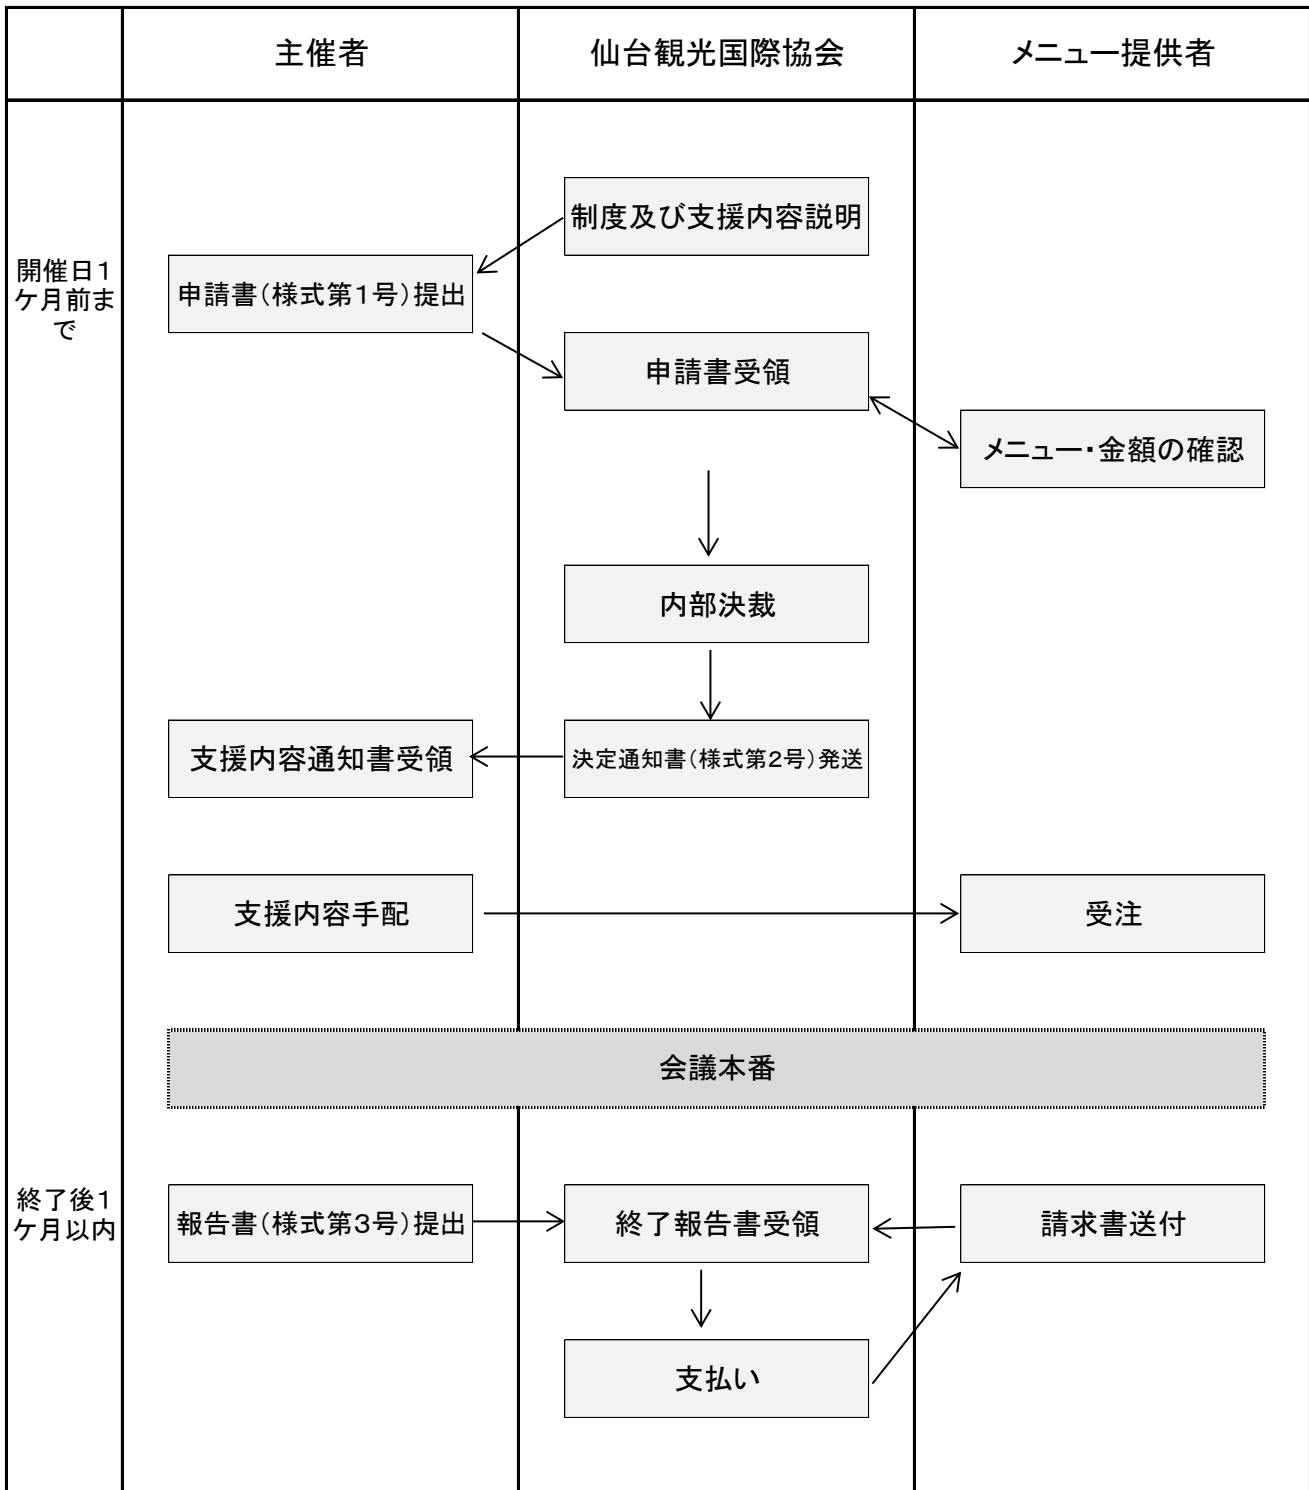 主催者
仙台観光国際協会
メニュー提供者
制度及び支援内容説明
開催日1
ケ月前ま
で
申請書(様式第1号)提出
申請書受領
メニュー・金額の確認
内部決裁
支援内容通知書受領
決定通知書(様式第2号)発送
支援内容手配
受注
会議本番
終了後1
ケ月以内
報告書(様式第3号)提出
終了報告書受領
請求書送付
支払い